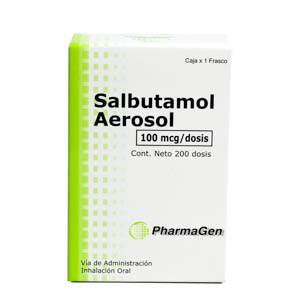 Caja x 1 Frasco
Salbutamol
Aerosol
100 mcg/dosis
Cont. Neto 200 dosis
PharmaGen
Vía de Administración
Inhalación Oral